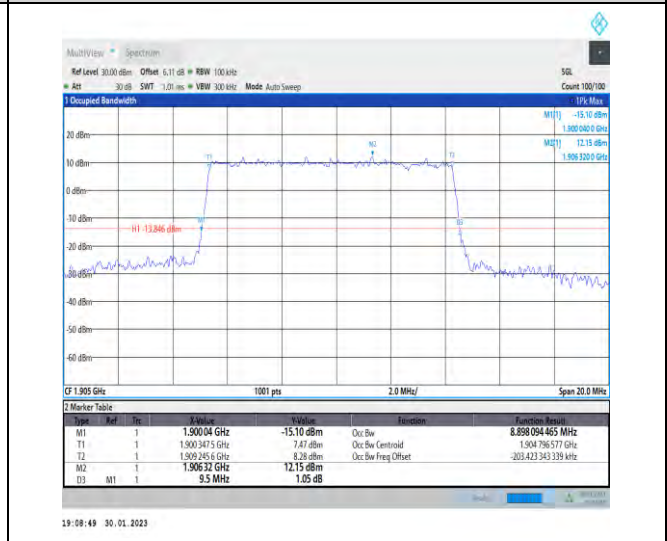 MultiView Spectrum
Ref Level 30.00 dBm Offset 6.11 dB RBW 100 kHz SGL
Att 30 dB SWT 1.01 ms VBW 300 kHz Mode Auto Sweep Count 100/100
1 Occupied Bandwidth 1Pk Max
M1[1] -15.10 dBm
1.900 040 0 GHz
M2[1] 12.15 dBm
1.906 320 0 GHz
20 dBm
M2
T1 T2
10 dBm
0 dBm
-10 dBm
M1 D3
H1 -13.846 dBm
-20 dBm
-30 dBm
-40 dBm
-50 dBm
-60 dBm
CF 1.905 GHz 1001 pts 2.0 MHz/ Span 20.0 MHz
2 Marker Table
Type Ref Trc X-Value Y-Value Function Function Result
M1 1 1.90004 GHz -15.10 dBm Occ Bw 8.898 094 465 MHz
T1 1 1.900 347 5 GHz 7.47 dBm Occ Bw Centroid 1.904 796 577 GHz
T2 1 1.909 245 6 GHz 8.28 dBm Occ Bw Freq Offset -203.423 343 339 kHz
M2 1 1.90632 GHz 12.15 dBm
D3 M1 1 9.5 MHz 1.05 dB
19:08:49 30.01.2023